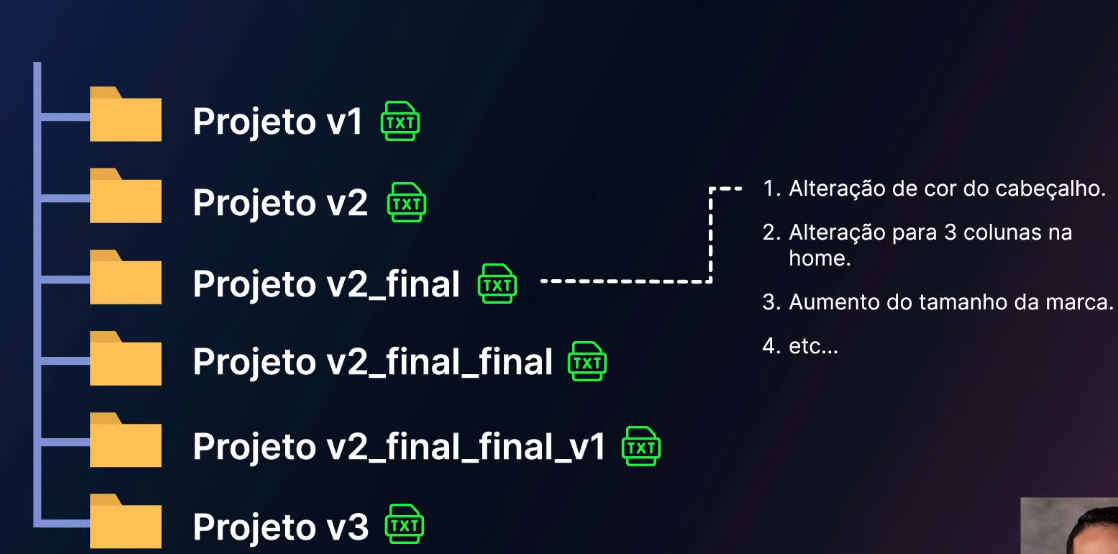 Projeto v1 TXT
Projeto v2 TXT
Projeto v2_final TXT
Projeto v2_final_final TXT
Projeto v2_final_final_v1 TXT
Projeto v3 TXT
1. Alteração de cor do cabeçalho.
2. Alteração para 3 colunas na
home.
3. Aumento do tamanho da marca.
4. etc...